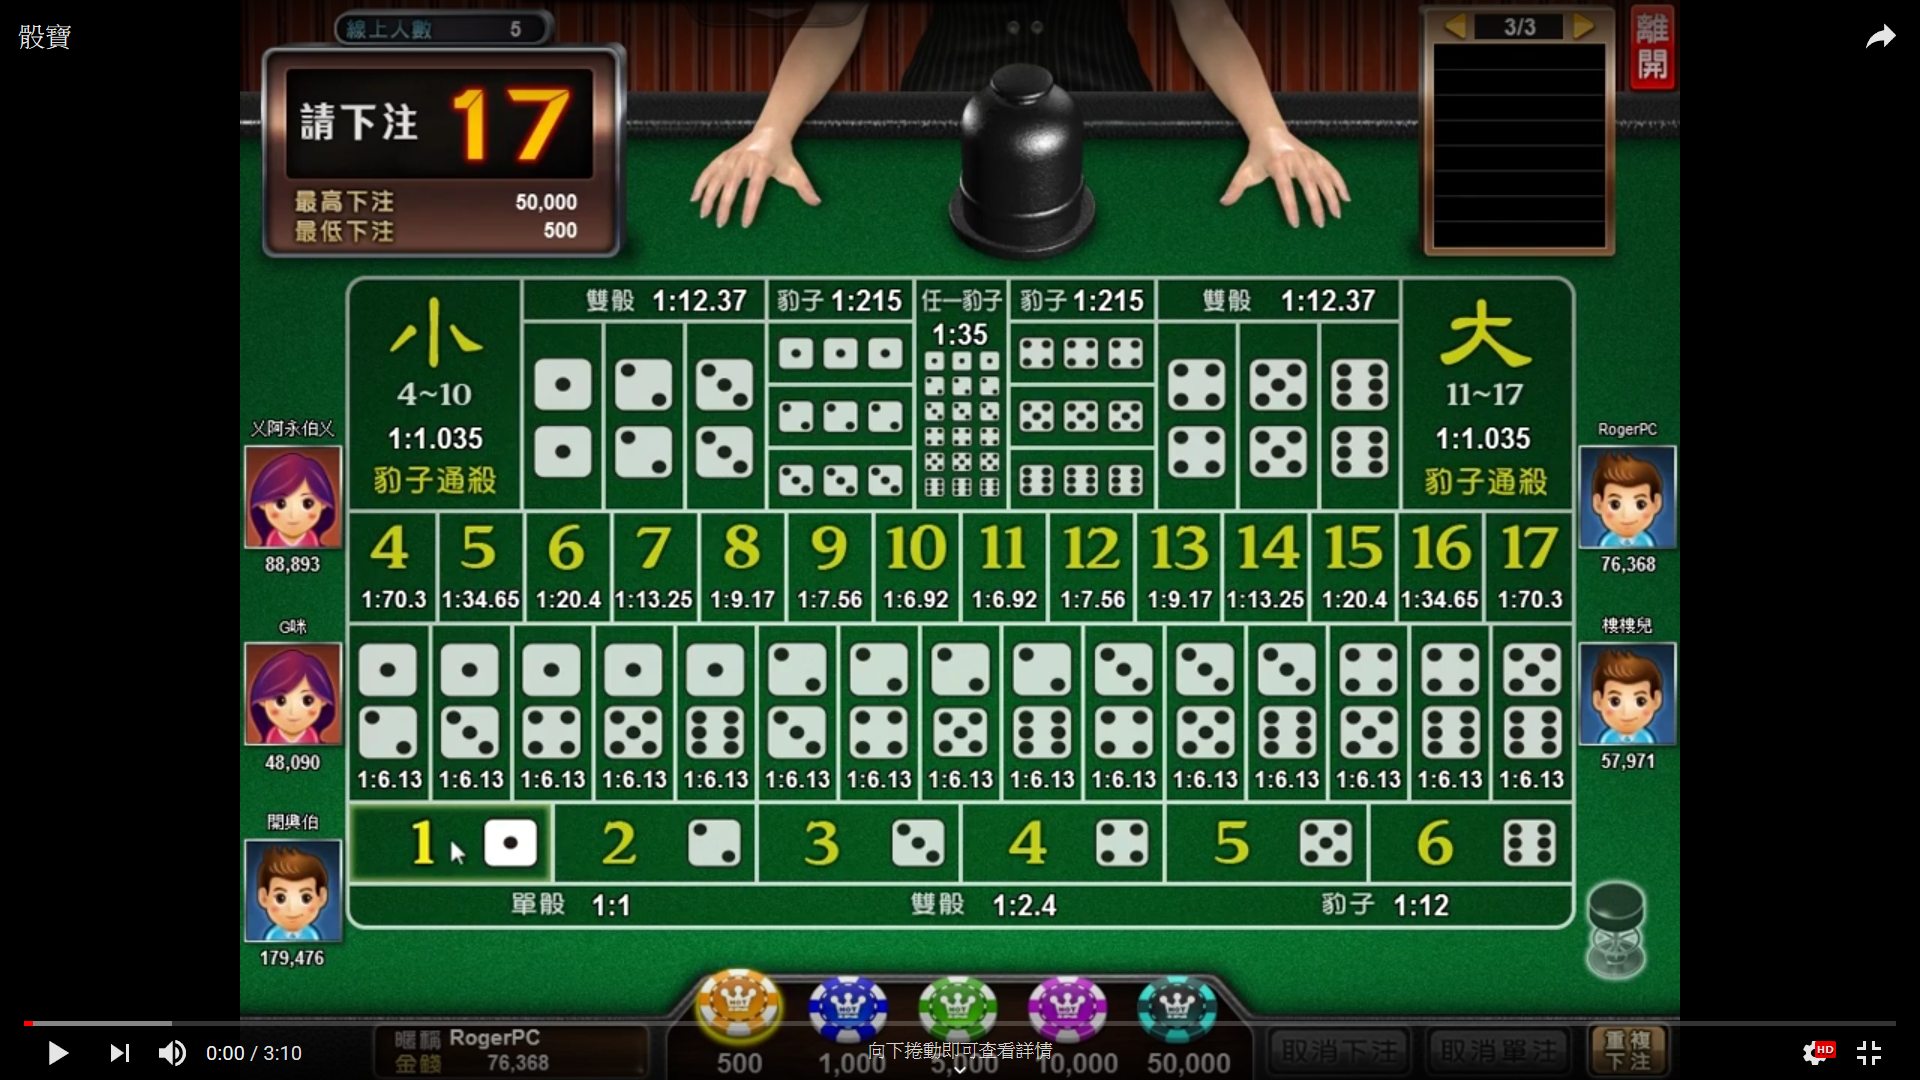 骰寶
線上人數 5
請下注 17
最高下注 50,000
最低下注 500
3/3
離開
小
4~10
1:1.035
豹子通殺
雙骰 1:12.37
豹子 1:215
任一豹子
1:35
豹子 1:215
雙骰 1:12.37
大
11~17
1:1.035
豹子通殺
4 5 6 7 8 9 10 11 12 13 14 15 16 17
1:70.3 1:34.65 1:20.4 1:13.25 1:9.17 1:7.56 1:6.92 1:6.92 1:7.56 1:9.17 1:13.25 1:20.4 1:34.65 1:70.3
1:6.13 1:6.13 1:6.13 1:6.13 1:6.13 1:6.13 1:6.13 1:6.13 1:6.13 1:6.13 1:6.13 1:6.13 1:6.13 1:6.13 1:6.13
1 2 3 4 5 6
單骰 1:1 雙骰 1:2.4 豹子 1:12
乂阿永伯乂
88,893
G咪
48,090
開興伯
179,476
RogerPC
76,368
樓樓兒
57,971
暱稱 RogerPC
金錢 76,368
500 1,000 5,000 10,000 50,000
向下捲動即可查看詳情
取消下注
取消單注
重複下注
0:00 / 3:10
HD